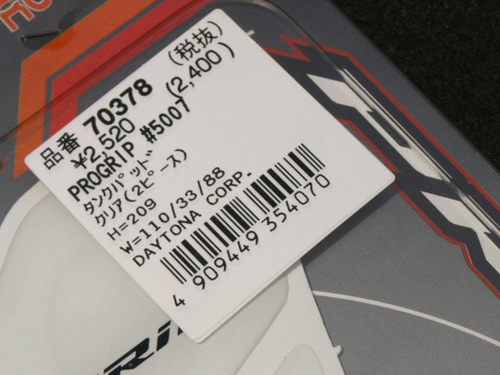 品番 70378 (税抜)
¥2,520 (2,400)
PROGRIP #5007
タンクパッド
クリア(2ピース)
H=209
W=110/33/88
DAYTONA CORP.
4 909449 354070